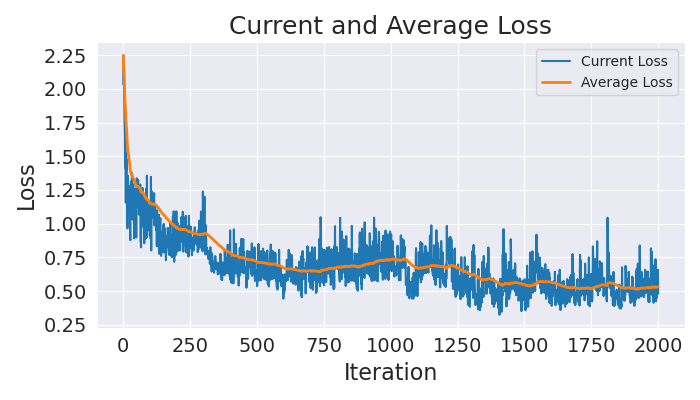 Current and Average Loss
Current Loss
Average Loss
Loss
2.25
2.00
1.75
1.50
1.25
1.00
0.75
0.50
0.25
0 250 500 750 1000 1250 1500 1750 2000
Iteration